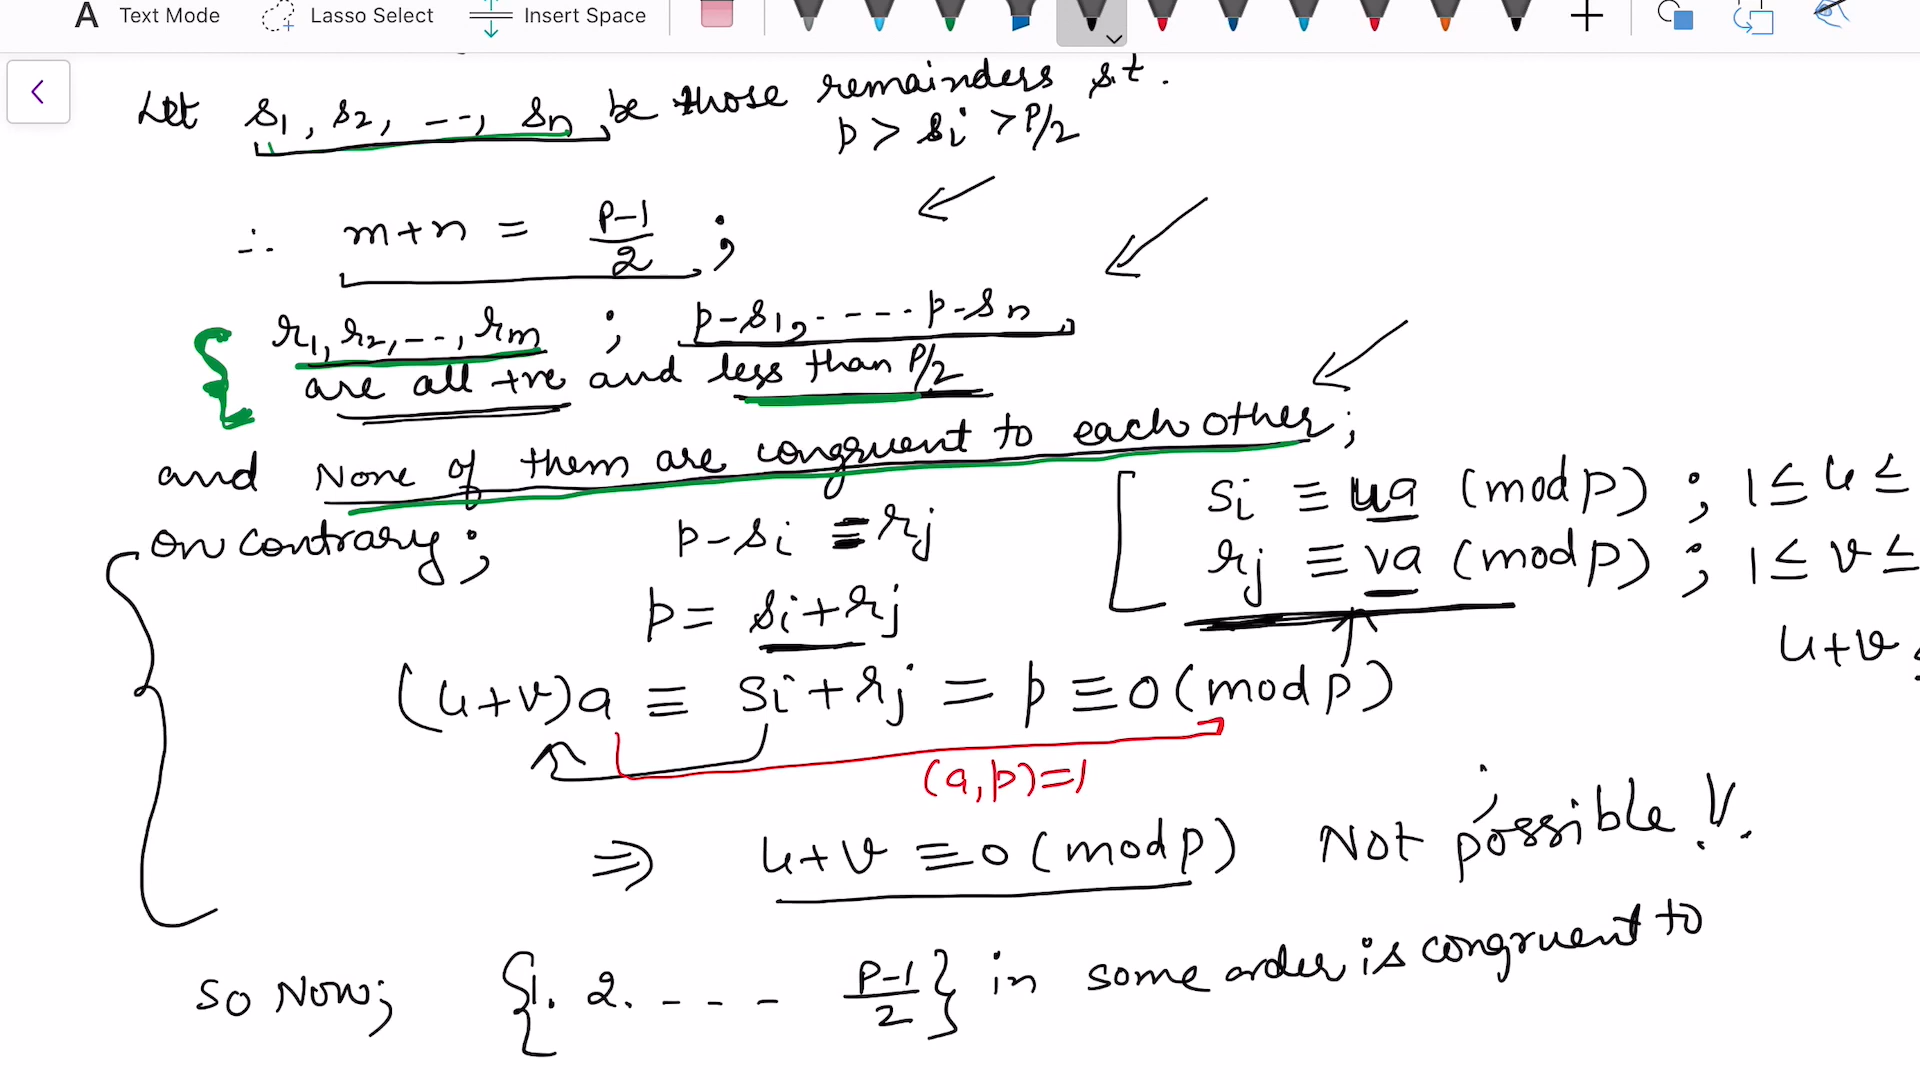 A Text Mode Lasso Select Insert Space
Let s1, s2, --, sn be those remainders s.t.
p > si > P/2
∴ m+n = (P-1)/2 ;
r1, r2, --, rm ; p-s1, ---- p-sn
are all +ve and less than P/2
and None of them are congruent to each other ;
on contrary ; p-si ≡ rj
p = si+rj
si ≡ ua (mod P) ; 1 ≤ u ≤
rj ≡ va (mod P) ; 1 ≤ v ≤
u+v ≤
(u+v)a ≡ si+rj = p ≡ 0 (mod p)
(a,p)=1
⇒ u+v ≡ 0 (mod P) Not possible !
So Now; {1. 2. --- (P-1)/2} in some order is congruent to